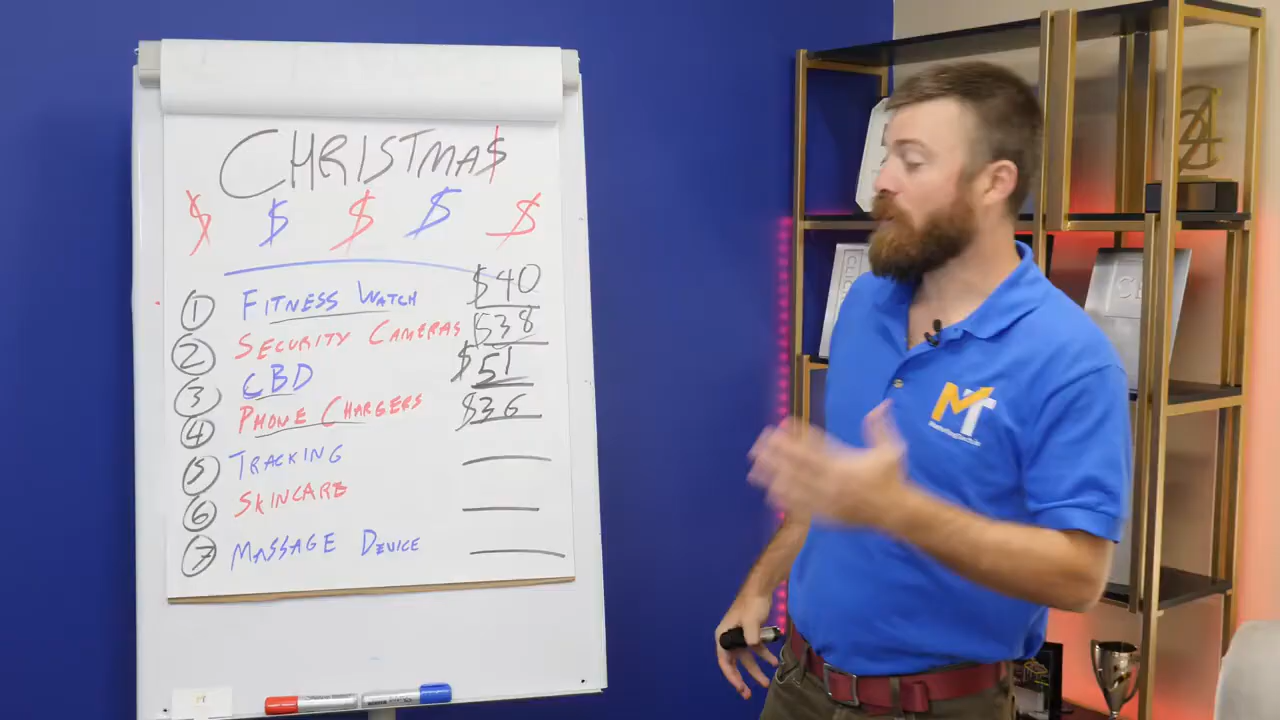 CHRISTMA$
$ $ $ $ $
1 FITNESS WATCH $40
2 SECURITY CAMERAS $38
3 CBD $51
4 PHONE CHARGERS $36
5 TRACKING
6 SKINCARE
7 MASSAGE DEVICE
MT